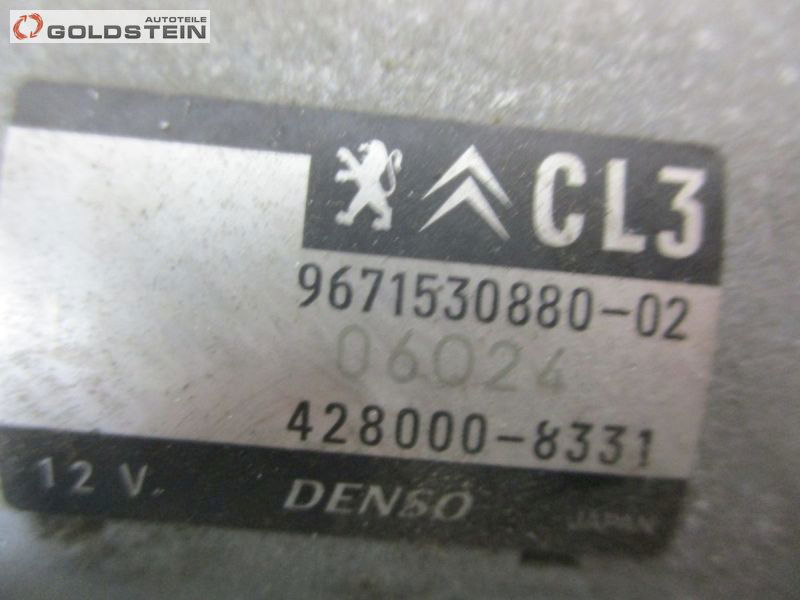 AUTOTEILE
GOLDSTEIN
CL3
9671530880-02
06024
428000-8331
12 V.
DENSO
JAPAN